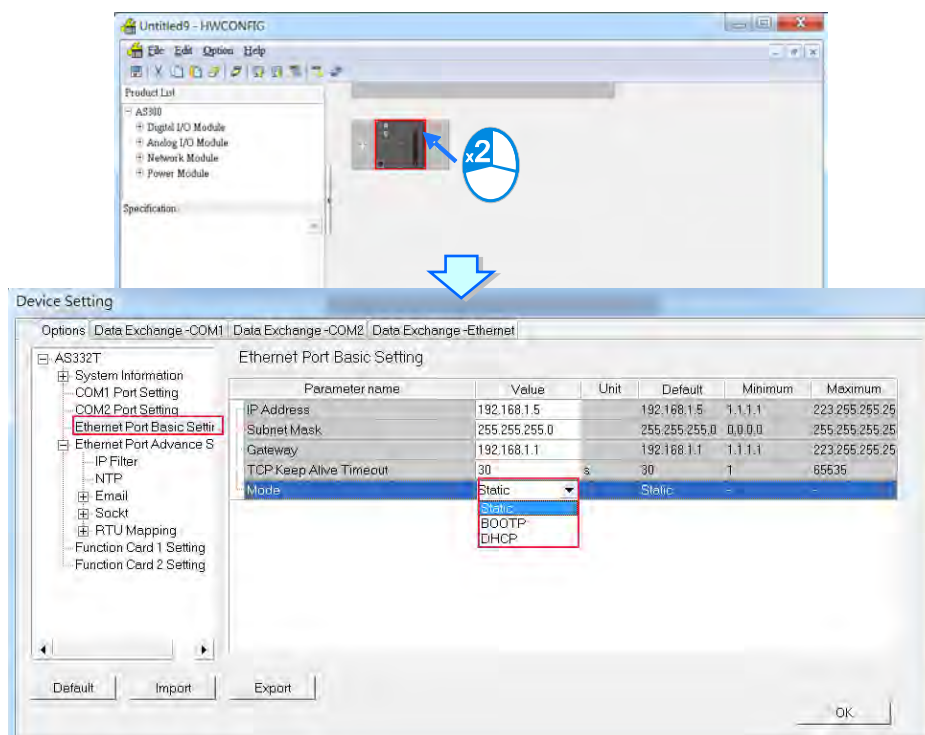 Untitled9 - HWCONFIG
File Edit Option Help
Product List
AS300
Digital I/O Module
Analog I/O Module
Network Module
Power Module
Specification
x2
Device Setting
Options Data Exchange -COM1 Data Exchange -COM2 Data Exchange -Ethernet
AS332T
System Information
COM1 Port Setting
COM2 Port Setting
Ethernet Port Basic Settir
Ethernet Port Advance S
IP Filter
NTP
Email
Sockt
RTU Mapping
Function Card 1 Setting
Function Card 2 Setting
Ethernet Port Basic Setting
Parameter name Value Unit Default Minimum Maximum
IP Address 192.168.1.5 192.168.1.5 1.1.1.1 223.255.255.25
Subnet Mask 255.255.255.0 255.255.255.0 0.0.0.0 223.255.255.25
Gateway 192.168.1.1 192.168.1.1 1.1.1.1 223.255.255.25
TCP Keep Alive Timeout 30 s 30 1 65535
Mode Static Static - -
Static
BOOTP
DHCP
Default Import Export
OK